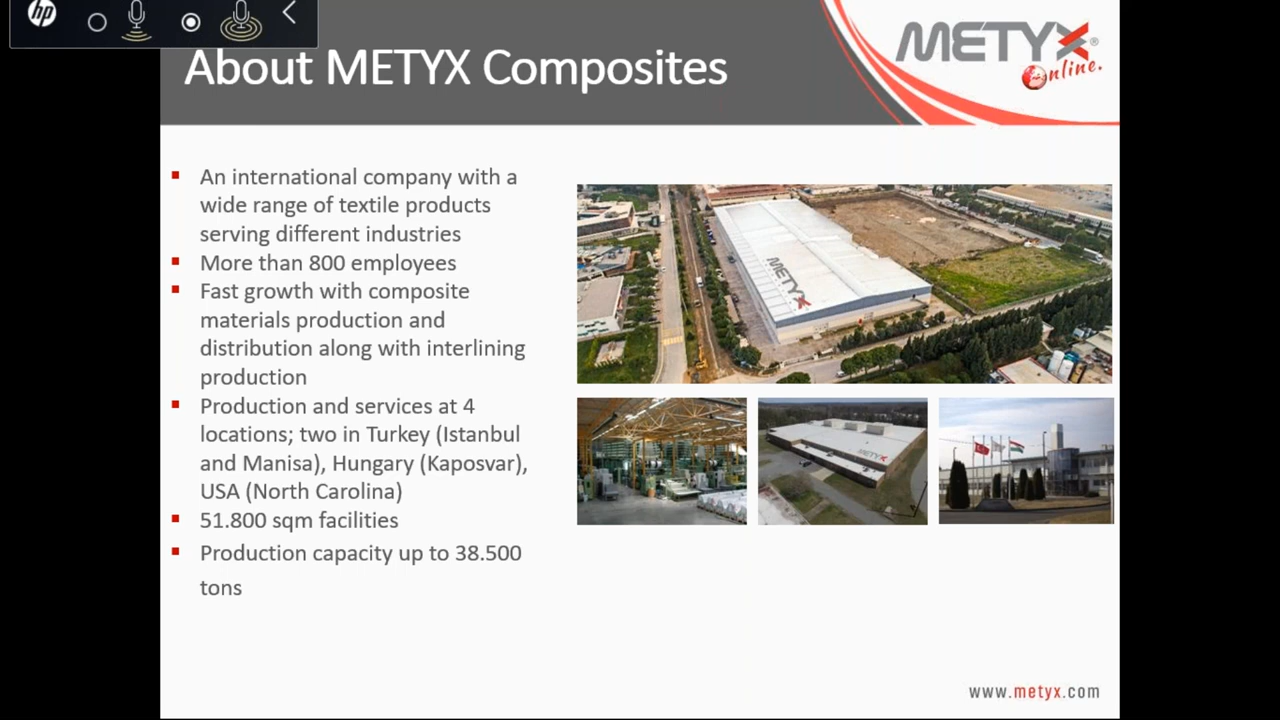 hp
About METYX Composites
METYX®
Online.
An international company with a
wide range of textile products
serving different industries
More than 800 employees
Fast growth with composite
materials production and
distribution along with interlining
production
Production and services at 4
locations; two in Turkey (Istanbul
and Manisa), Hungary (Kaposvar),
USA (North Carolina)
51.800 sqm facilities
Production capacity up to 38.500
tons
METYX
METYX
www.metyx.com